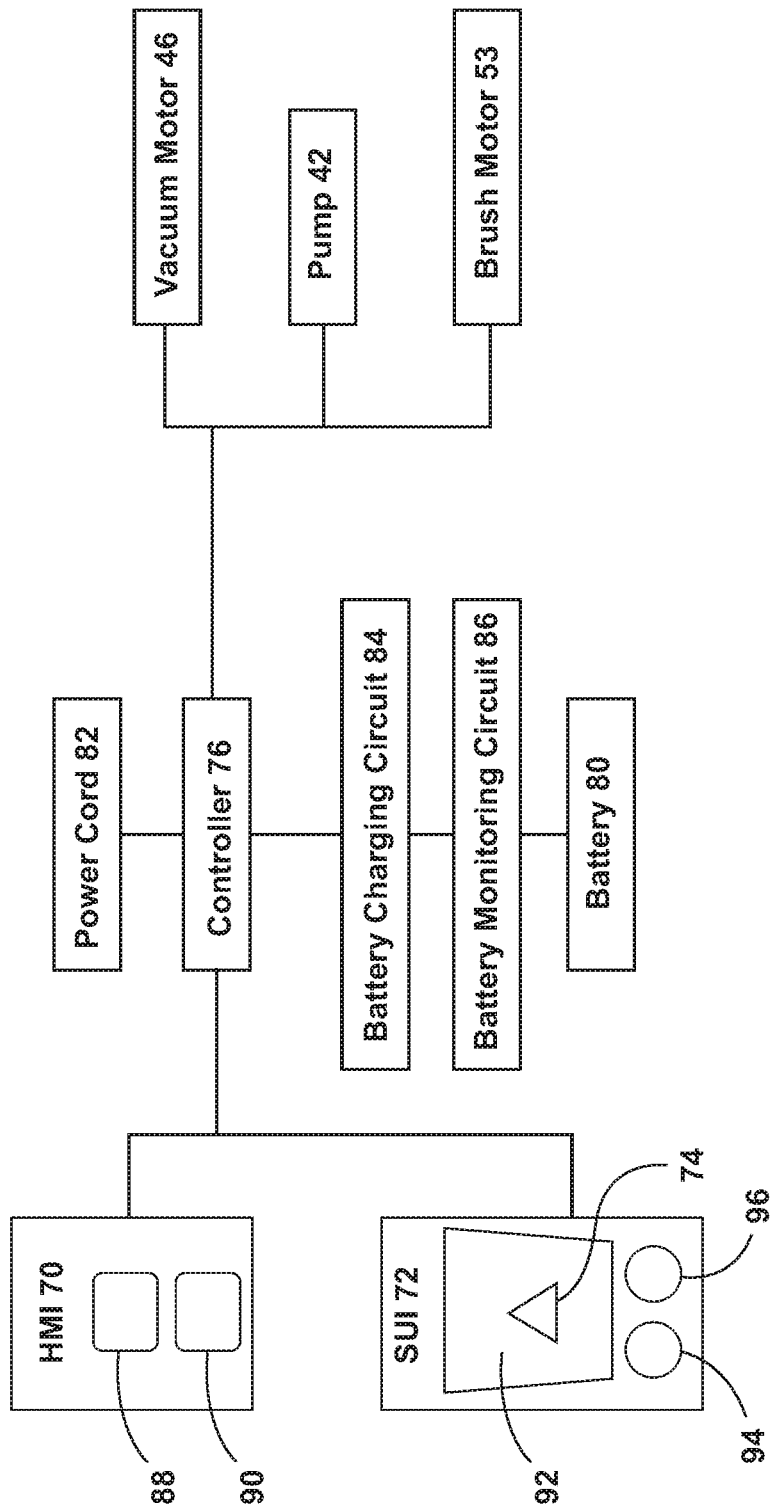 HMI 70
88
90
SUI 72
92
74
94
96
Power Cord 82
Controller 76
Battery Charging Circuit 84
Battery Monitoring Circuit 86
Battery 80
Vacuum Motor 46
Pump 42
Brush Motor 53